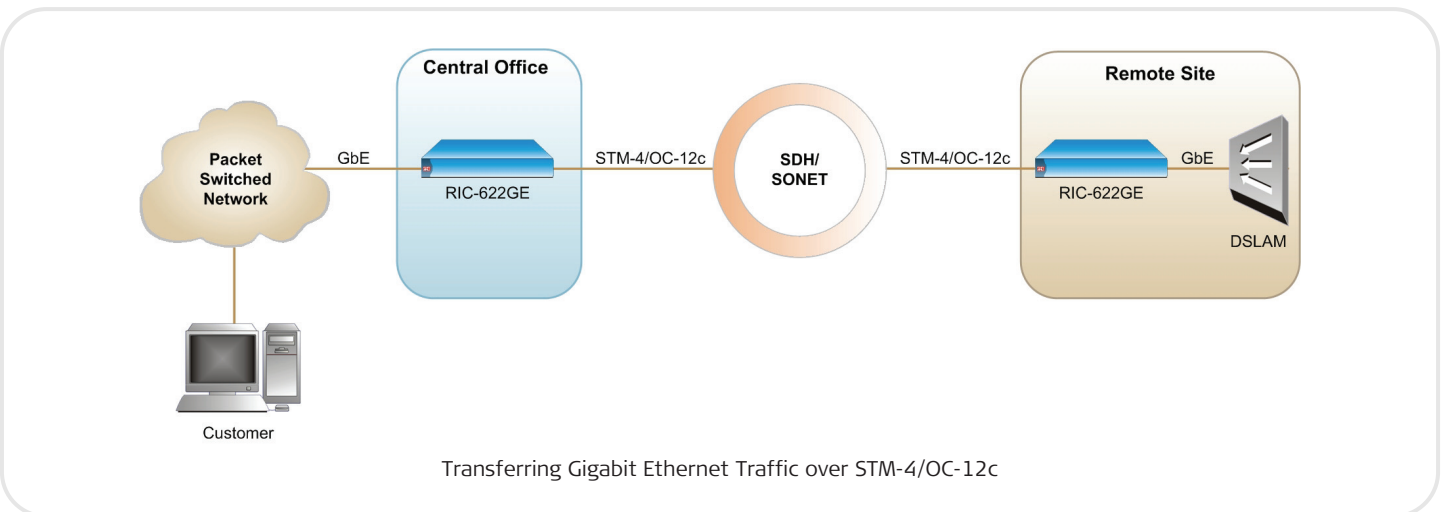 Central Office
Remote Site
Packet
Switched
Network
GbE
RIC-622GE
STM-4/OC-12c
SDH/
SONET
STM-4/OC-12c
RIC-622GE
GbE
DSLAM
Customer
Transferring Gigabit Ethernet Traffic over STM-4/OC-12c